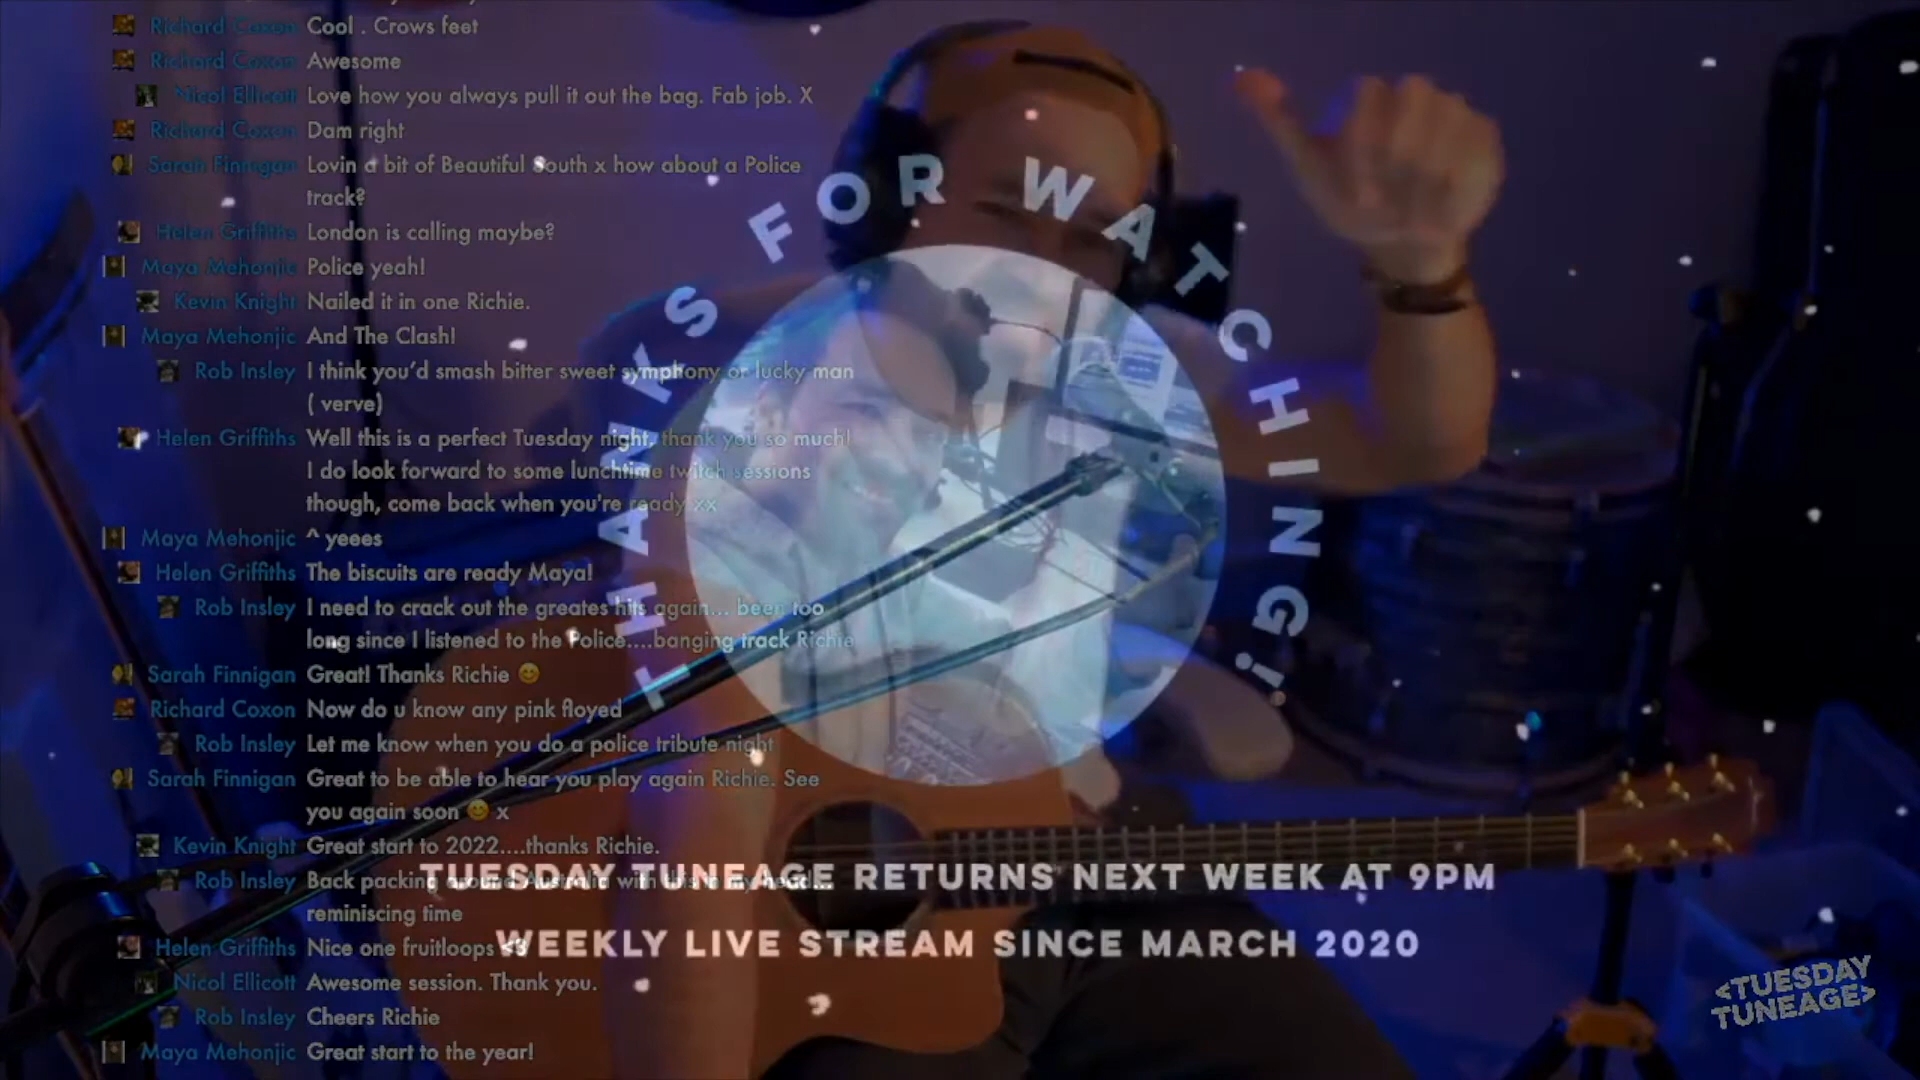 Richard Coxon Cool . Crows feet
Richard Coxon Awesome
Nicol Ellicott Love how you always pull it out the bag. Fab job. X
Richard Coxon Dam right
Sarah Finnigan Lovin a bit of Beautiful South x how about a Police
track?
Helen Griffiths London is calling maybe?
Maya Mehonjic Police yeah!
Kevin Knight Nailed it in one Richie.
Maya Mehonjic And The Clash!
Rob Insley I think you'd smash bitter sweet symphony or lucky man
( verve)
Helen Griffiths Well this is a perfect Tuesday night, thank you so much!
I do look forward to some lunchtime twitch sessions
though, come back when you're ready xx
Maya Mehonjic ^ yeees
Helen Griffiths The biscuits are ready Maya!
Rob Insley I need to crack out the greates hits again... been too
long since I listened to the Police....banging track Richie
Sarah Finnigan Great! Thanks Richie 😊
Richard Coxon Now do u know any pink floyed
Rob Insley Let me know when you do a police tribute night
Sarah Finnigan Great to be able to hear you play again Richie. See
you again soon 😊 x
Kevin Knight Great start to 2022....thanks Richie.
Rob Insley Back packing around Australia with this in my head...
reminiscing time
Helen Griffiths Nice one fruitloops <3
Nicol Ellicott Awesome session. Thank you.
Rob Insley Cheers Richie
Maya Mehonjic Great start to the year!
THANKS FOR WATCHING!
TUESDAY TUNEAGE RETURNS NEXT WEEK AT 9PM
WEEKLY LIVE STREAM SINCE MARCH 2020
<TUESDAY
TUNEAGE>